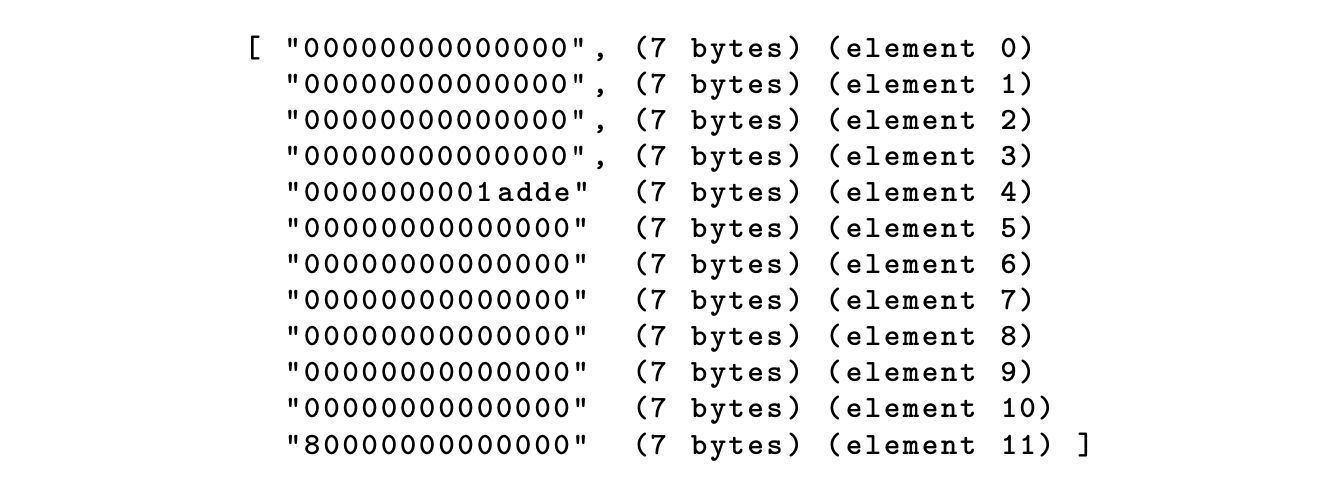 [ "00000000000000", (7 bytes) (element 0)
"00000000000000", (7 bytes) (element 1)
"00000000000000", (7 bytes) (element 2)
"00000000000000", (7 bytes) (element 3)
"0000000001adde" (7 bytes) (element 4)
"00000000000000" (7 bytes) (element 5)
"00000000000000" (7 bytes) (element 6)
"00000000000000" (7 bytes) (element 7)
"00000000000000" (7 bytes) (element 8)
"00000000000000" (7 bytes) (element 9)
"00000000000000" (7 bytes) (element 10)
"80000000000000" (7 bytes) (element 11) ]